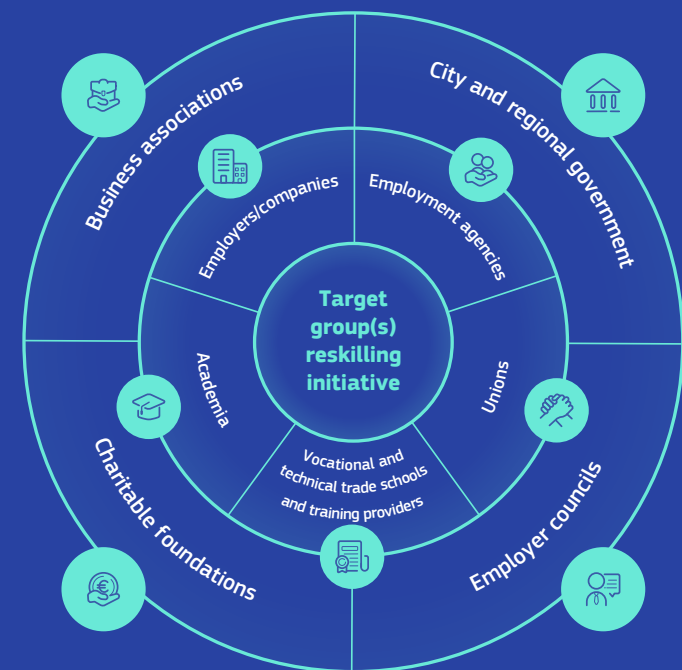 Business associations
City and regional government
Employers/companies
Employment agencies
Target
group(s)
reskilling
initiative
Academia
Unions
Vocational and
technical trade schools
and training providers
Charitable foundations
Employer councils
€